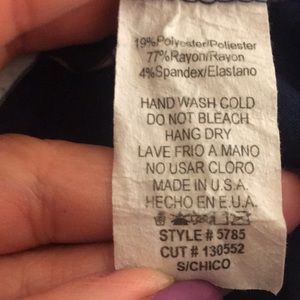 19%Polyester/Poliester
77%Rayon/Rayon
4%Spandex/Elastano
HAND WASH COLD
DO NOT BLEACH
HANG DRY
LAVE FRIO A MANO
NO USAR CLORO
MADE IN U.S.A.
HECHO EN E.U.A.
STYLE # 5785
CUT # 130552
S/CHICO